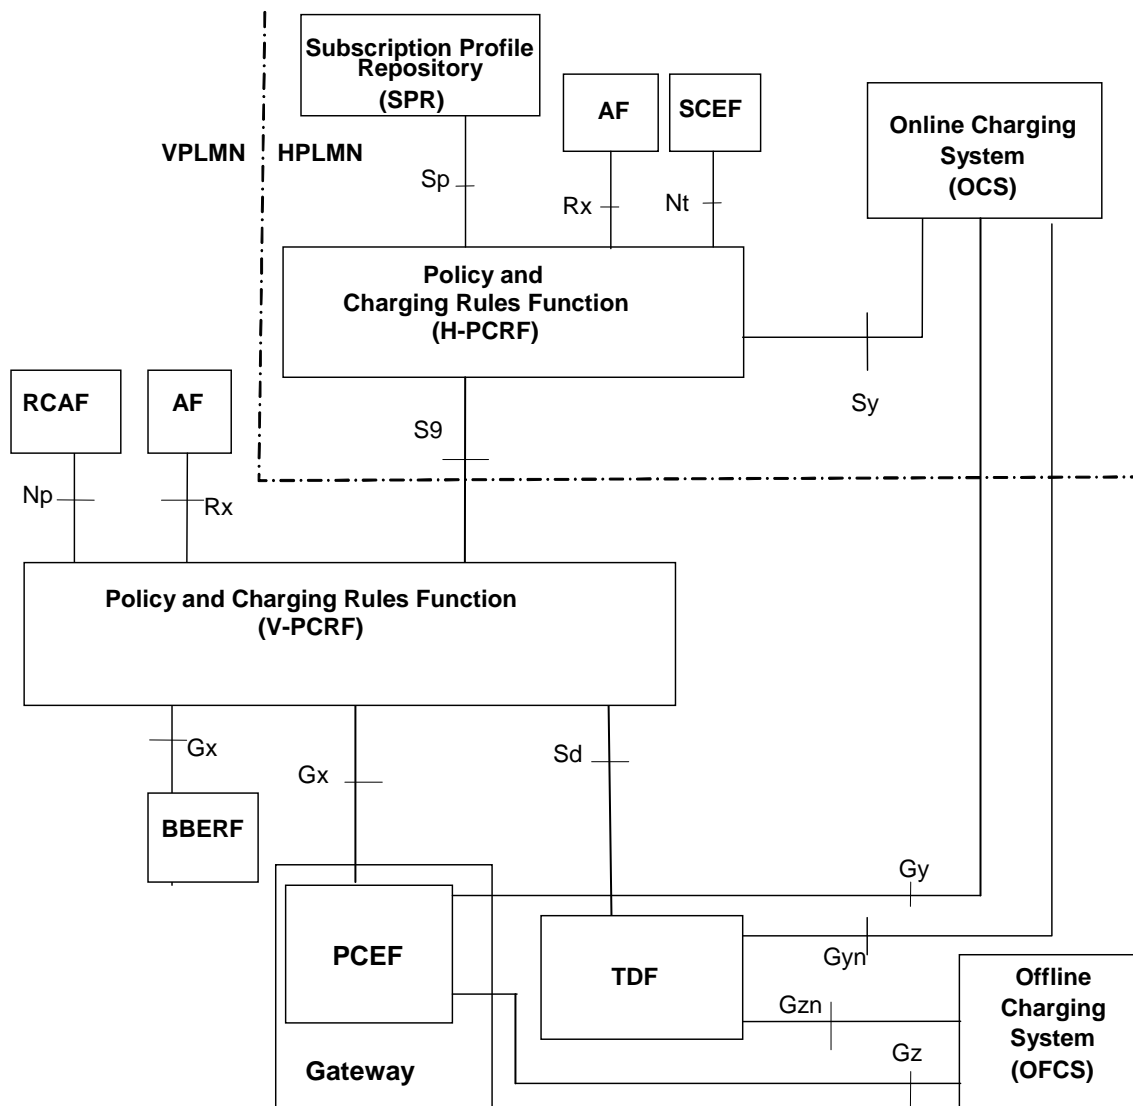 Subscription Profile
Repository
(SPR)
AF
SCEF
Online Charging
System
(OCS)
VPLMN
HPLMN
Sp
Rx
Nt
Policy and
Charging Rules Function
(H-PCRF)
Sy
RCAF
AF
S9
Np
Rx
Policy and Charging Rules Function
(V-PCRF)
Gx
Gx
Sd
BBERF
Gy
PCEF
TDF
Gyn
Gzn
Gz
Offline
Charging
System
(OFCS)
Gateway